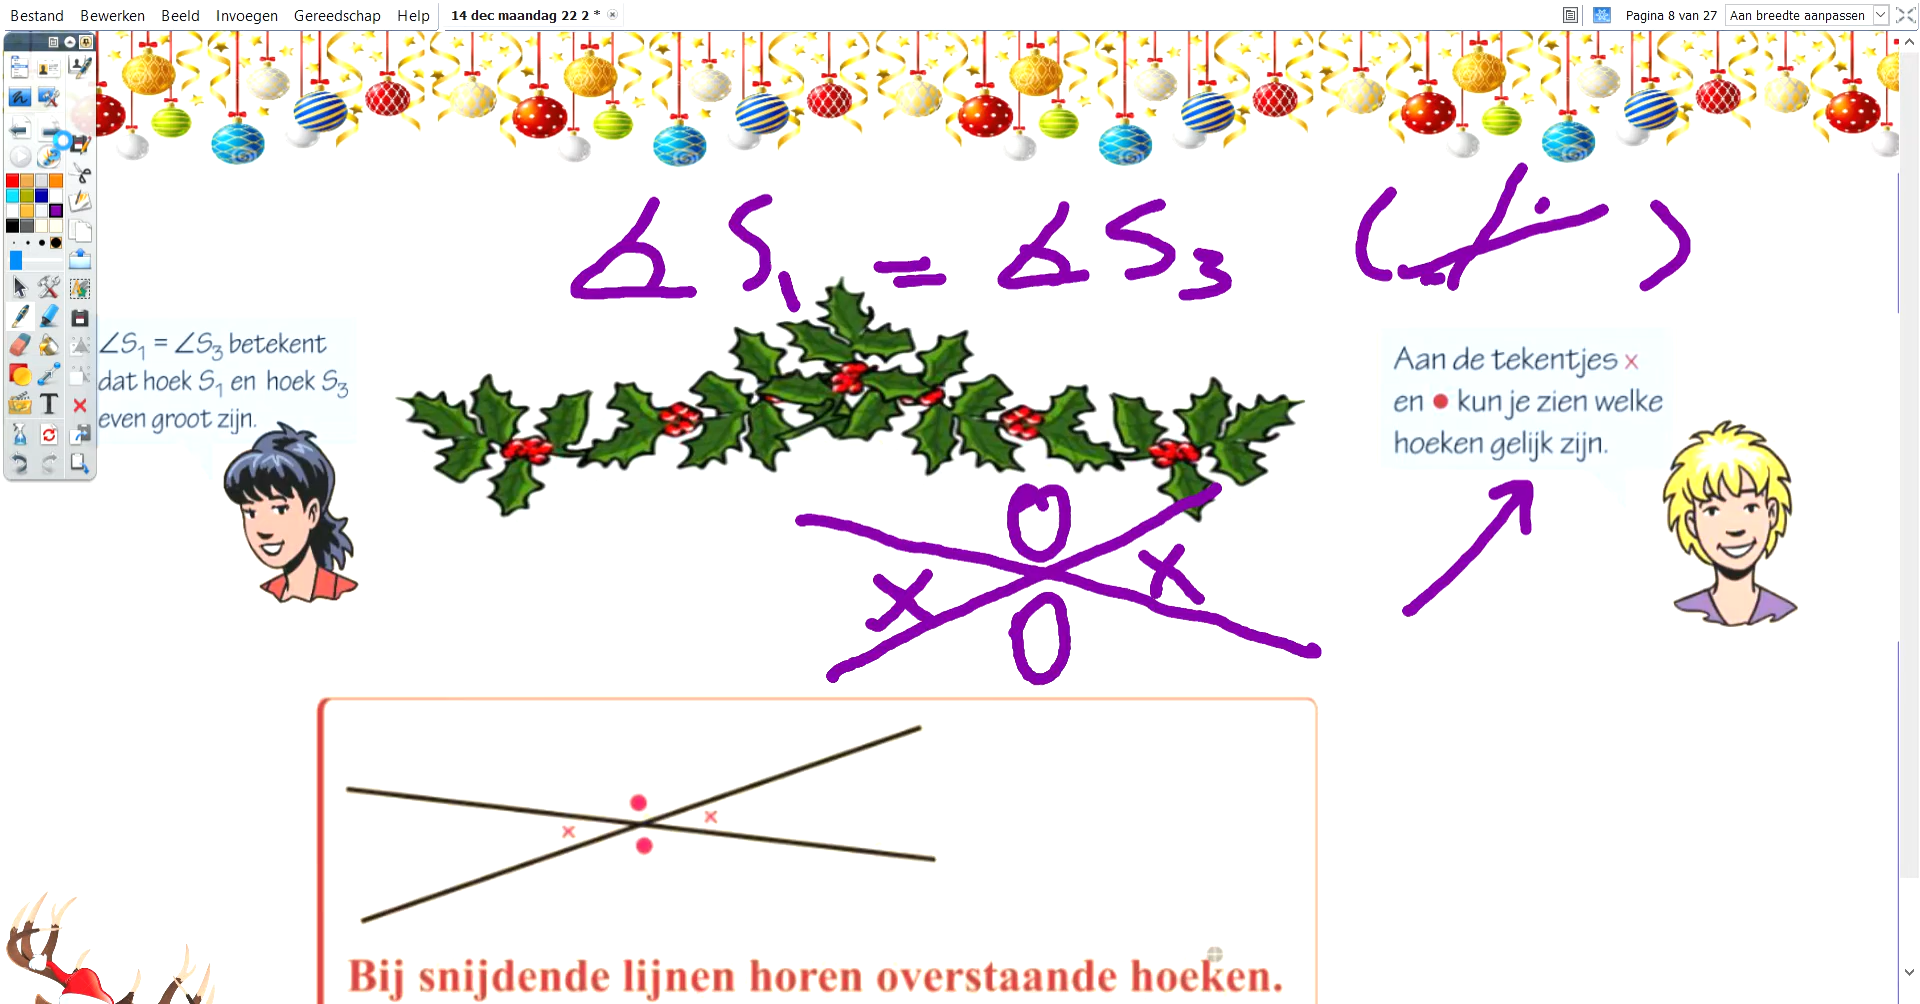 Bestand Bewerken Beeld Invoegen Gereedschap Help 14 dec maandag 22 2 * Pagina 8 van 27 Aan breedte aanpassen
∠S₁ = ∠S₃
∠S₁ = ∠S₃ betekent
dat hoek S₁ en hoek S₃
even groot zijn.
Aan de tekentjes x
en ● kun je zien welke
hoeken gelijk zijn.
O
x x
O
x x
Bij snijdende lijnen horen overstaande hoeken.